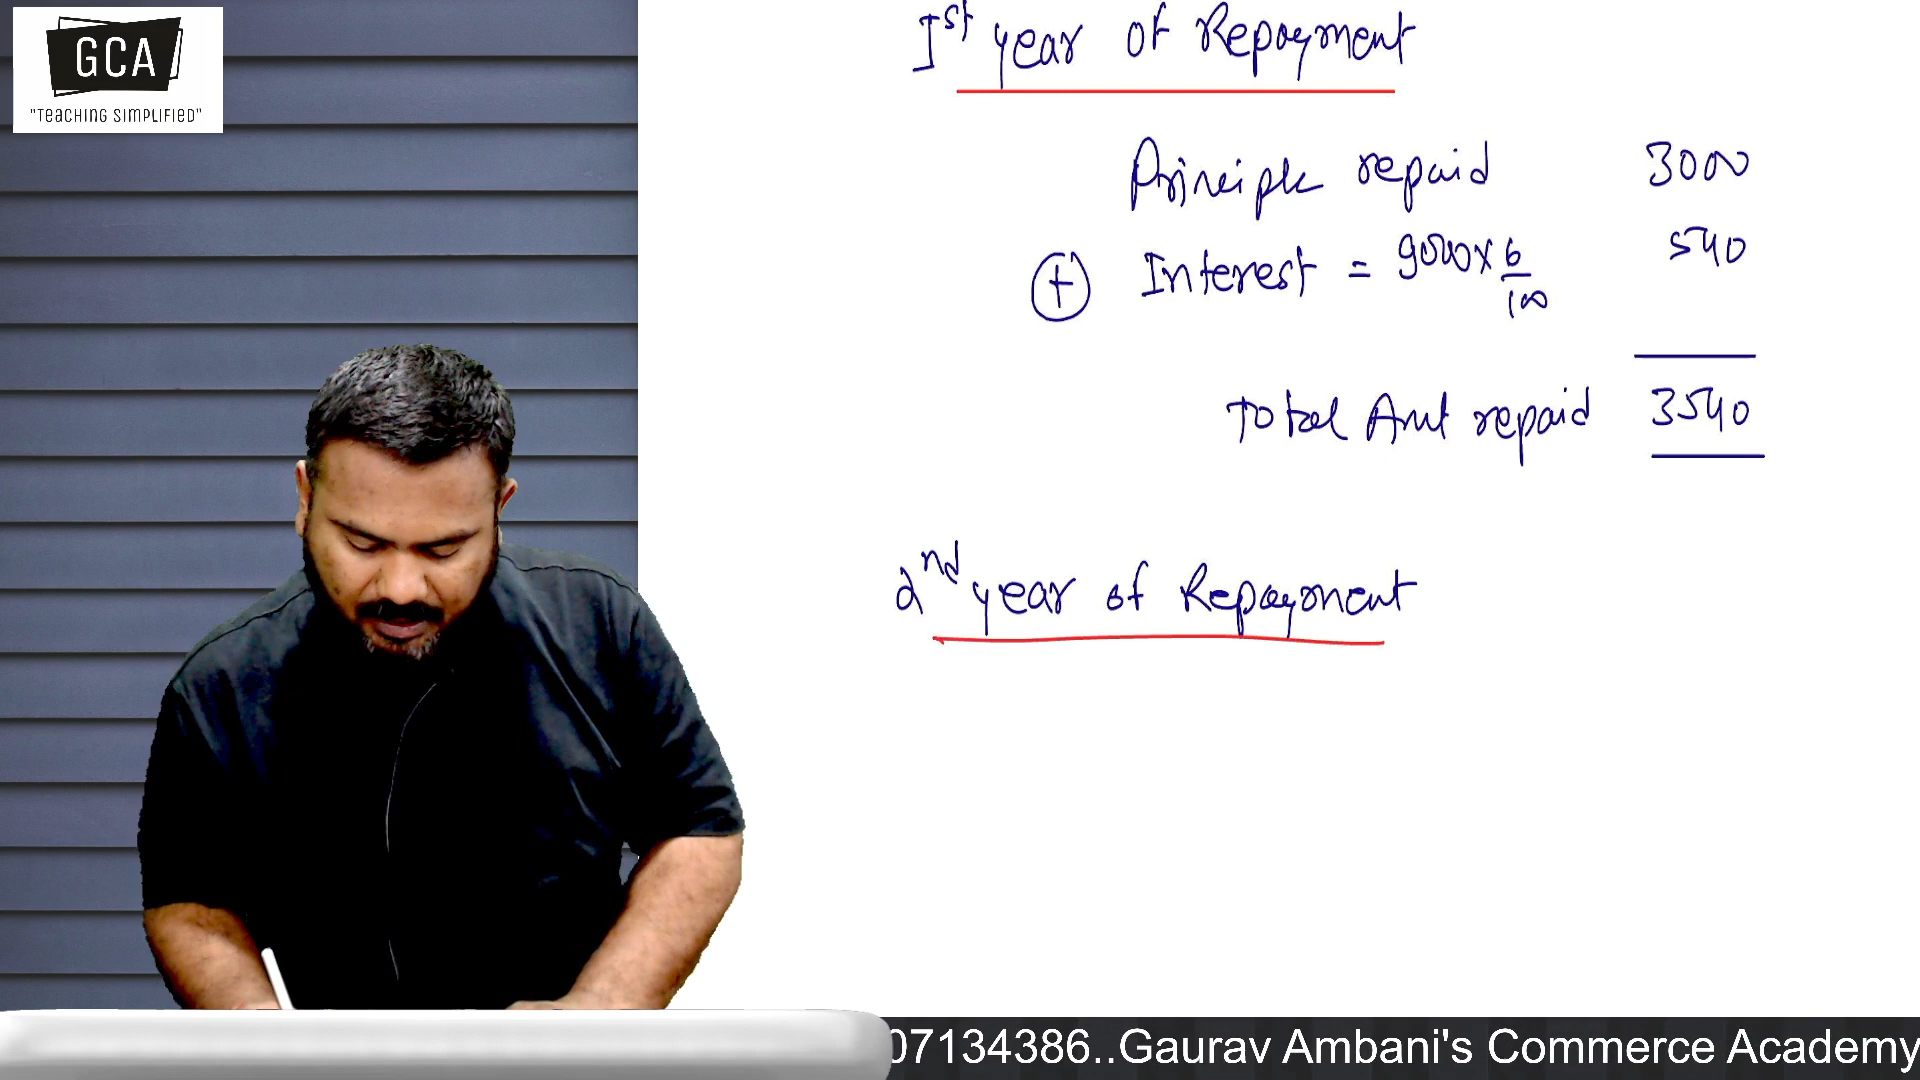 GCA
"TEACHING SIMPLIFIED"
Ist year of Repayment
Principle repaid 3000
+ Interest = 9000 x 6/100 540
Total Amt repaid 3540
2nd year of Repayment
07134386..Gaurav Ambani's Commerce Academy